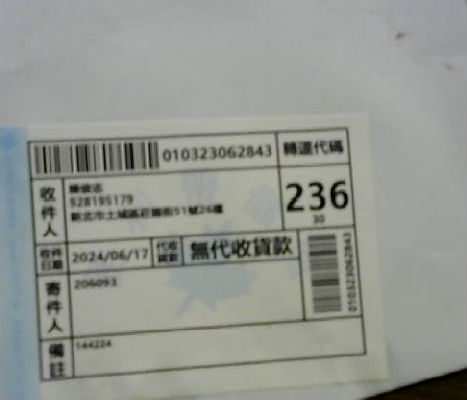 010323062843 轉運代碼
收件人
928195179
236
30
收件日期 2024/06/17 代收貨款 無代收貨款
寄件人 206093
010323062843
備註 144224